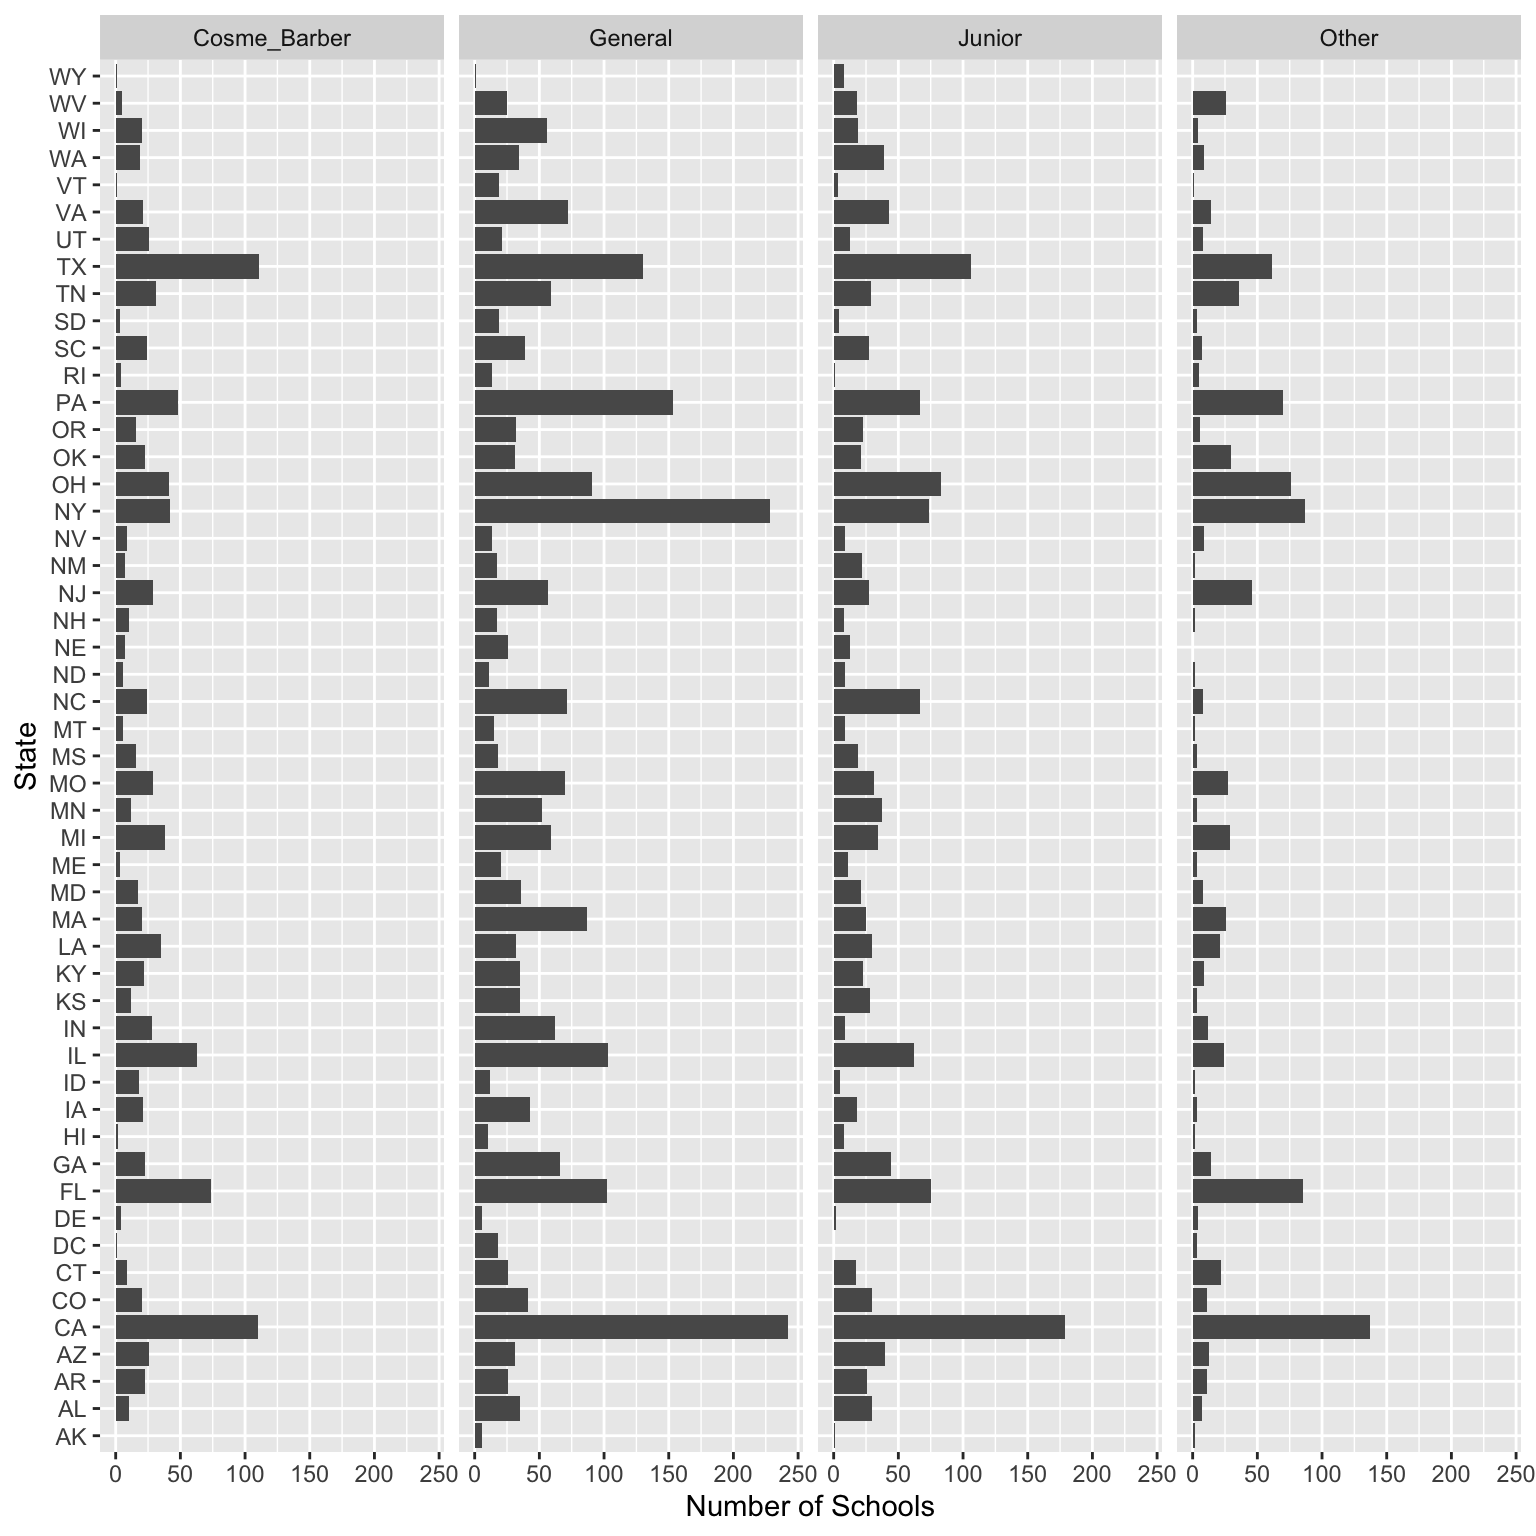 Cosme_Barber General Junior Other
WY
WV
WI
WA
VT
VA
UT
TX
TN
SD
SC
RI
PA
OR
OK
OH
NY
NV
NM
NJ
NH
NE
ND
NC
MT
MS
MO
MN
MI
ME
MD
MA
LA
KY
KS
IN
IL
ID
IA
HI
GA
FL
DE
DC
CT
CO
CA
AZ
AR
AL
AK
State
0 50 100 150 200 250 0 50 100 150 200 250 0 50 100 150 200 250 0 50 100 150 200 250
Number of Schools